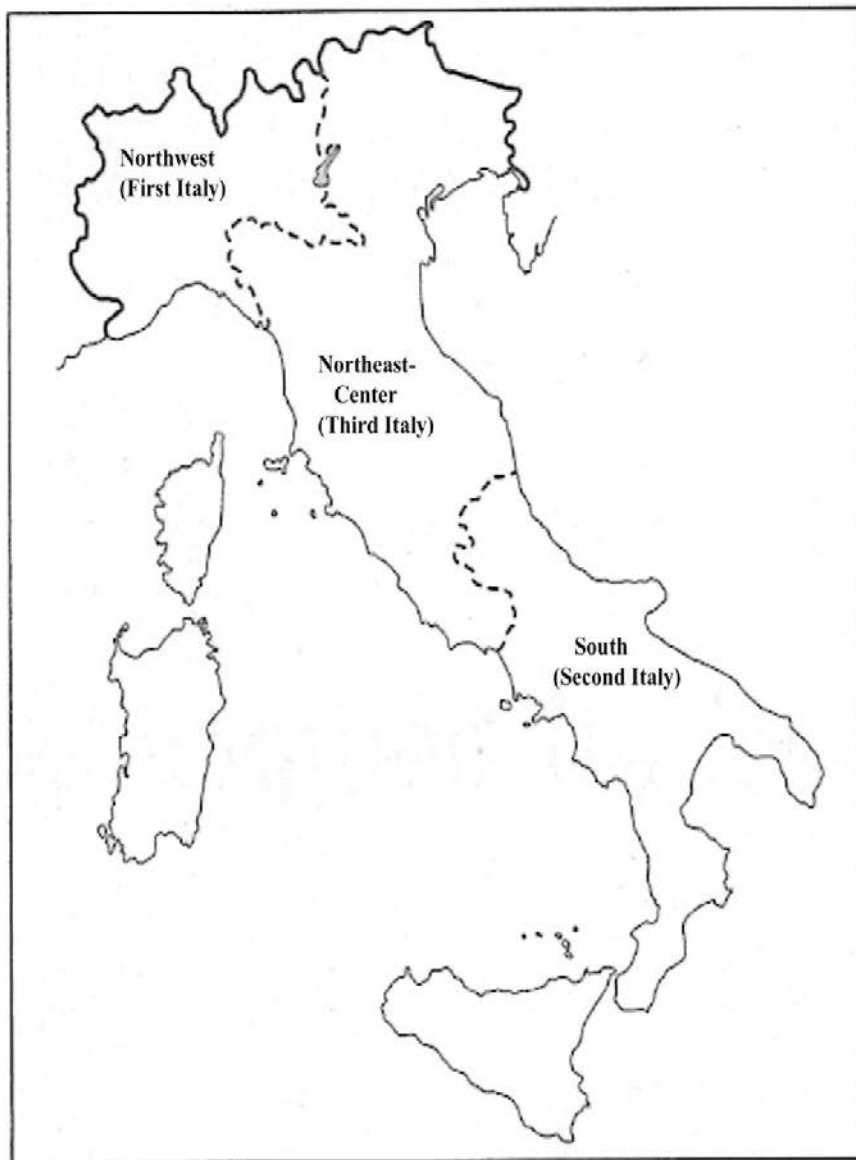 Northwest
(First Italy)
Northeast-
Center
(Third Italy)
South
(Second Italy)